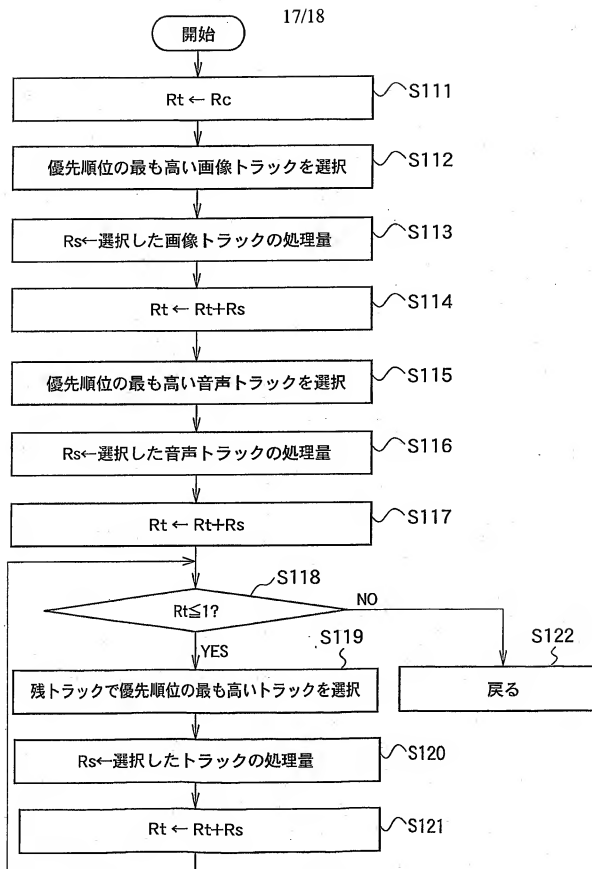 17/18
開始
Rt ← Rc
S111
優先順位の最も高い画像トラックを選択
S112
Rs←選択した画像トラックの処理量
S113
Rt ← Rt+Rs
S114
優先順位の最も高い音声トラックを選択
S115
Rs←選択した音声トラックの処理量
S116
Rt ← Rt+Rs
S117
Rt≦1?
S118
NO
YES
S119
残トラックで優先順位の最も高いトラックを選択
S122
戻る
Rs←選択したトラックの処理量
S120
Rt ← Rt+Rs
S121